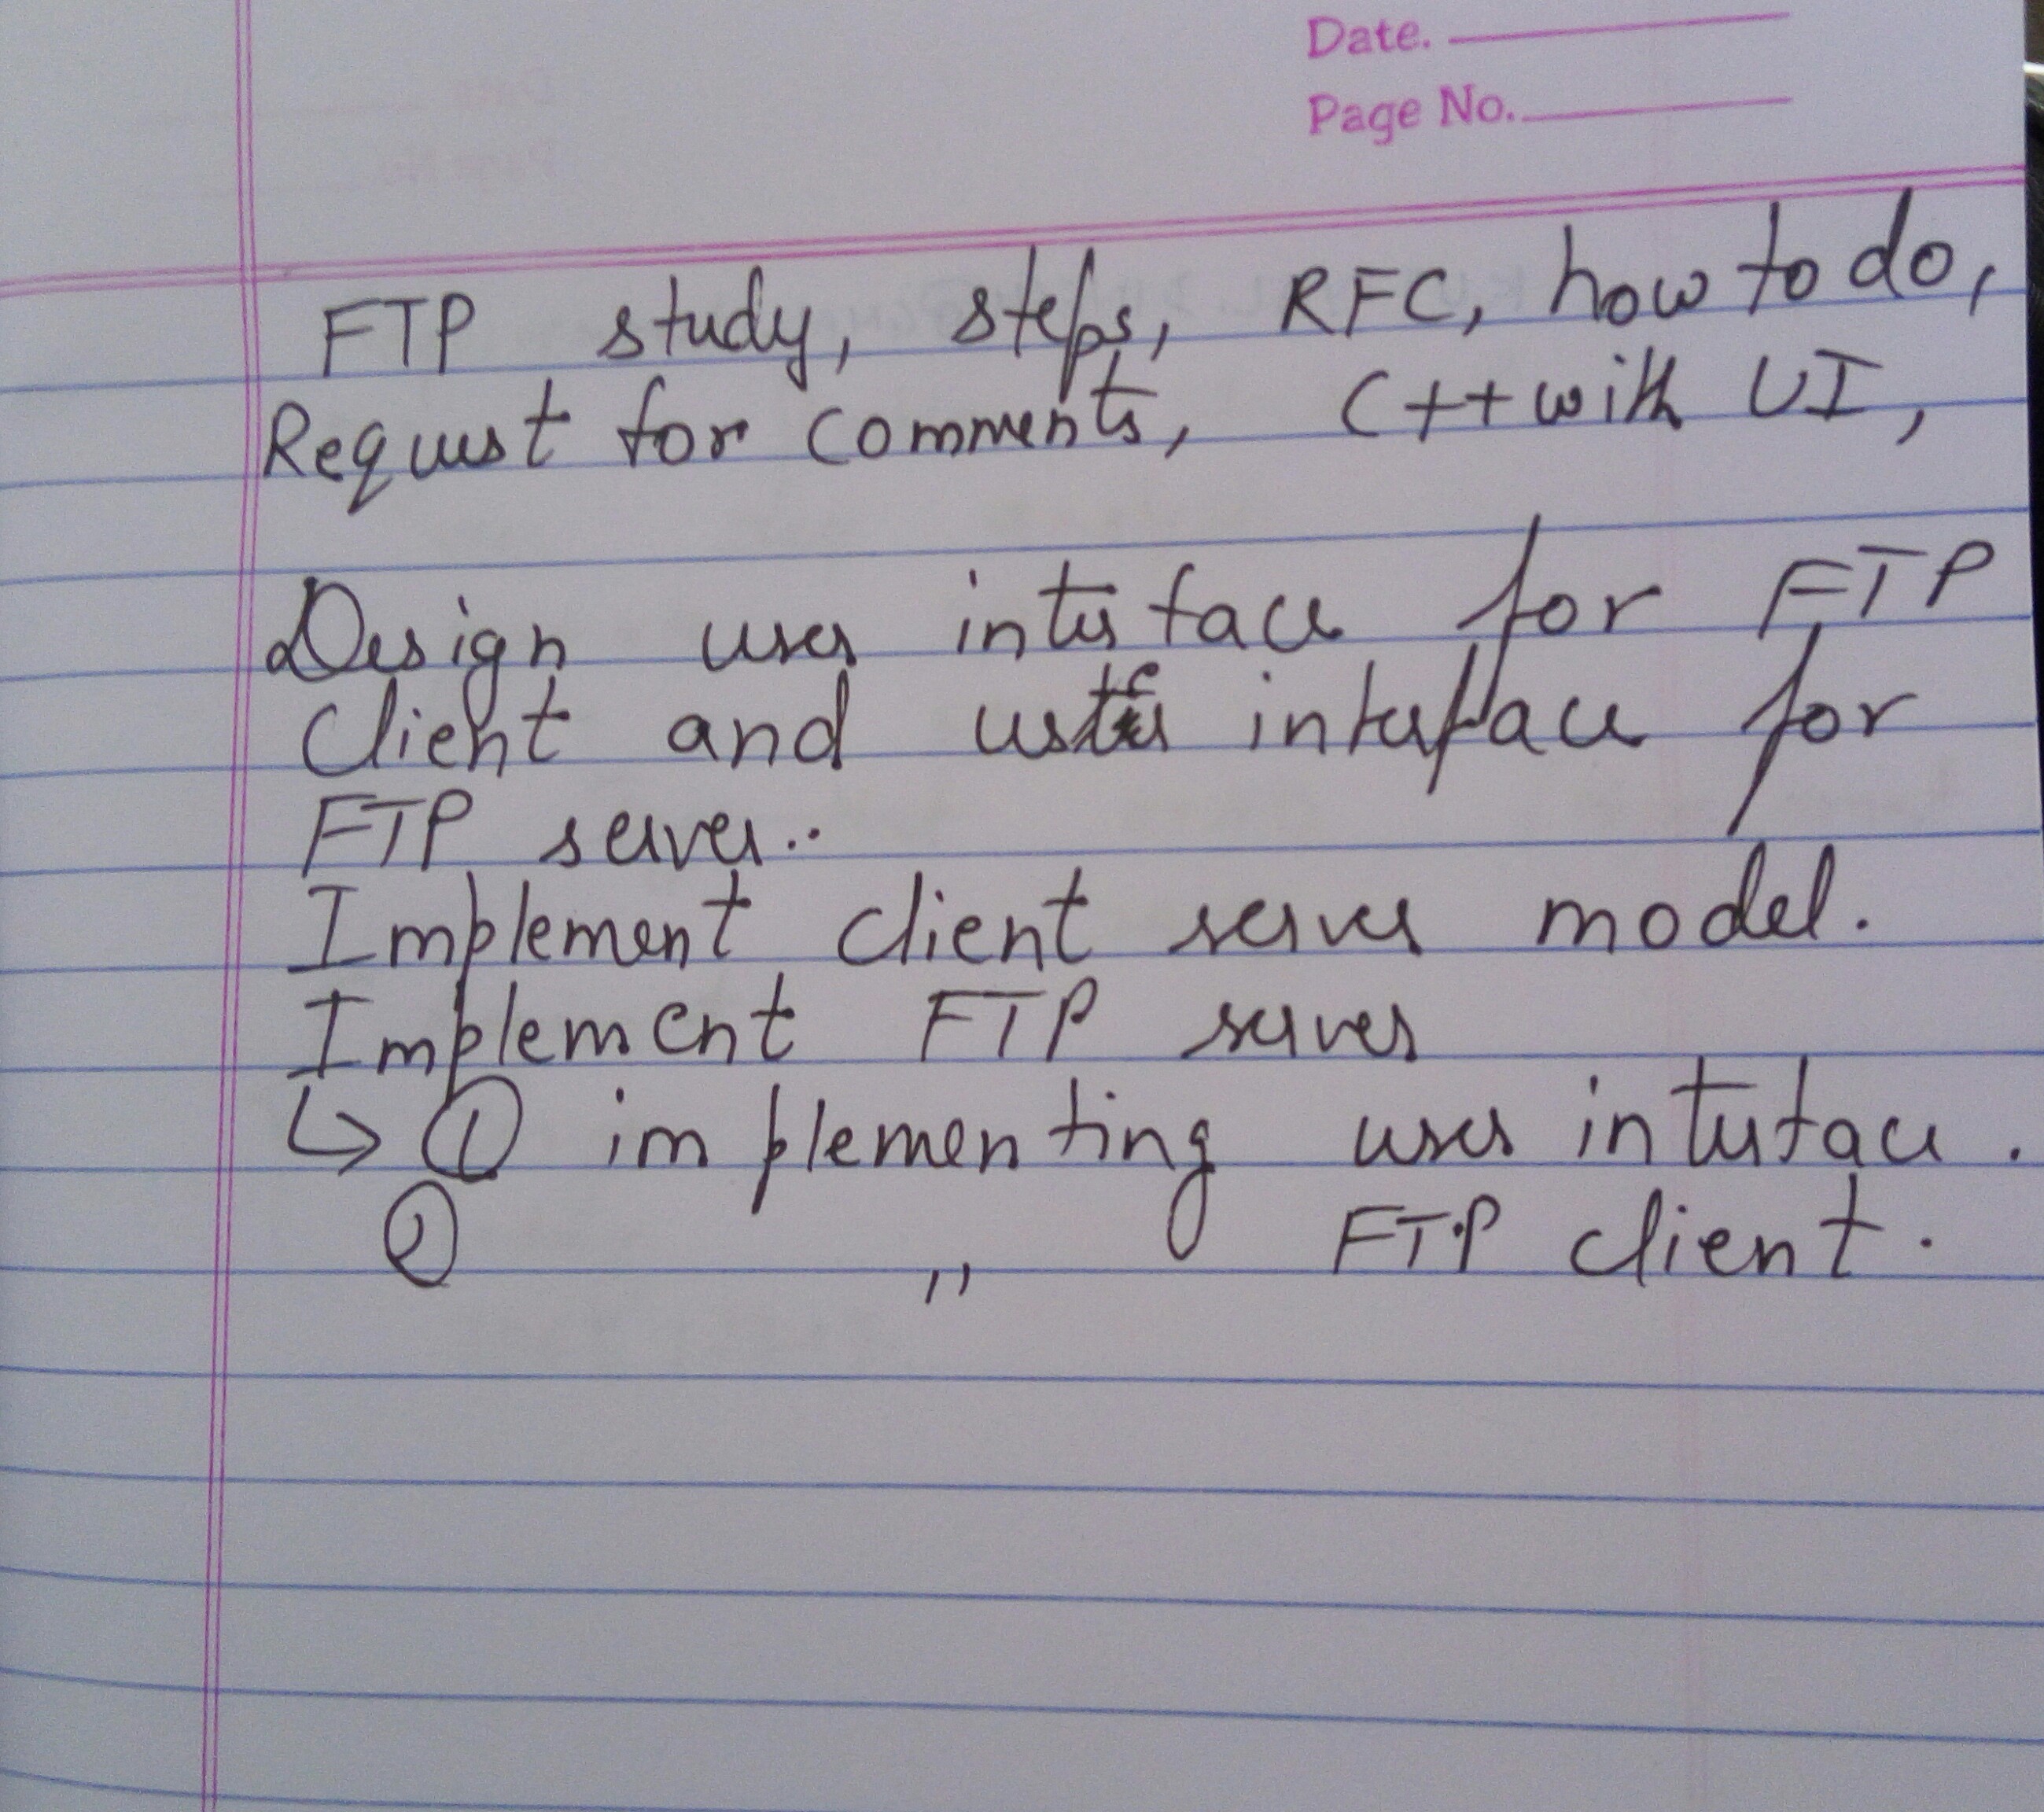 Date.
Page No.
FTP study, steps, RFC, how to do,
Request for comments, C++ with UI,
Design user interface for FTP
Client and user interface for
FTP server..
Implement client server model.
Implement FTP server
↳ ① implementing user interface.
② " FTP client.